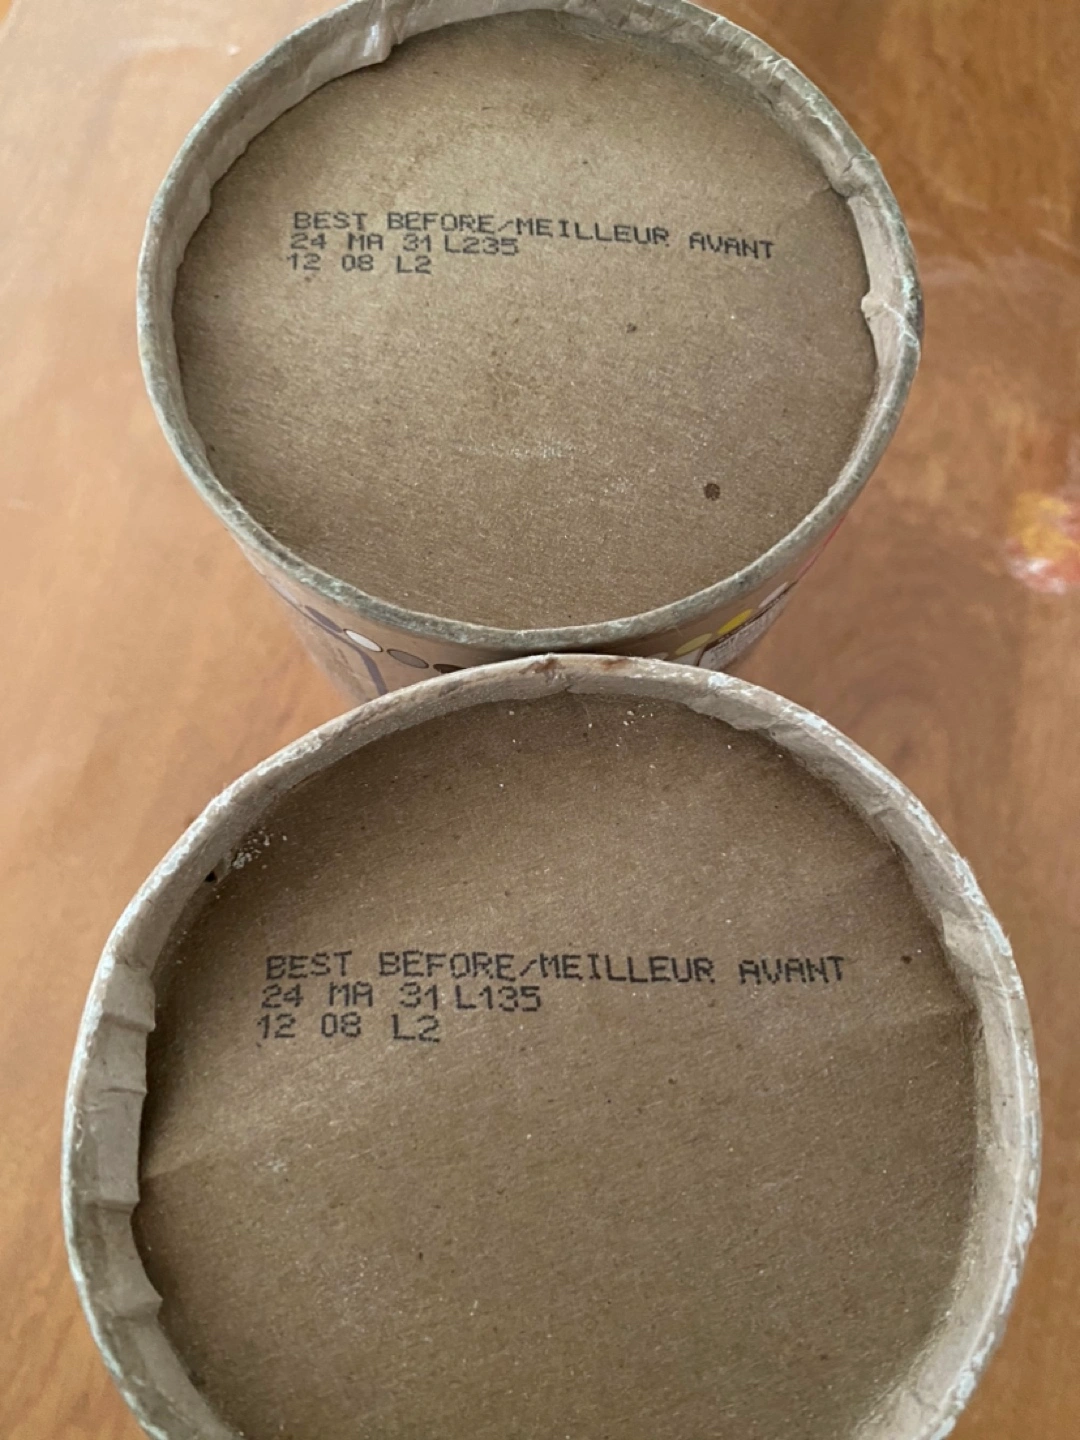 BEST BEFORE/MEILLEUR AVANT
24 MA 31 L235
12 08 L2
BEST BEFORE/MEILLEUR AVANT
24 MA 31 L135
12 08 L2